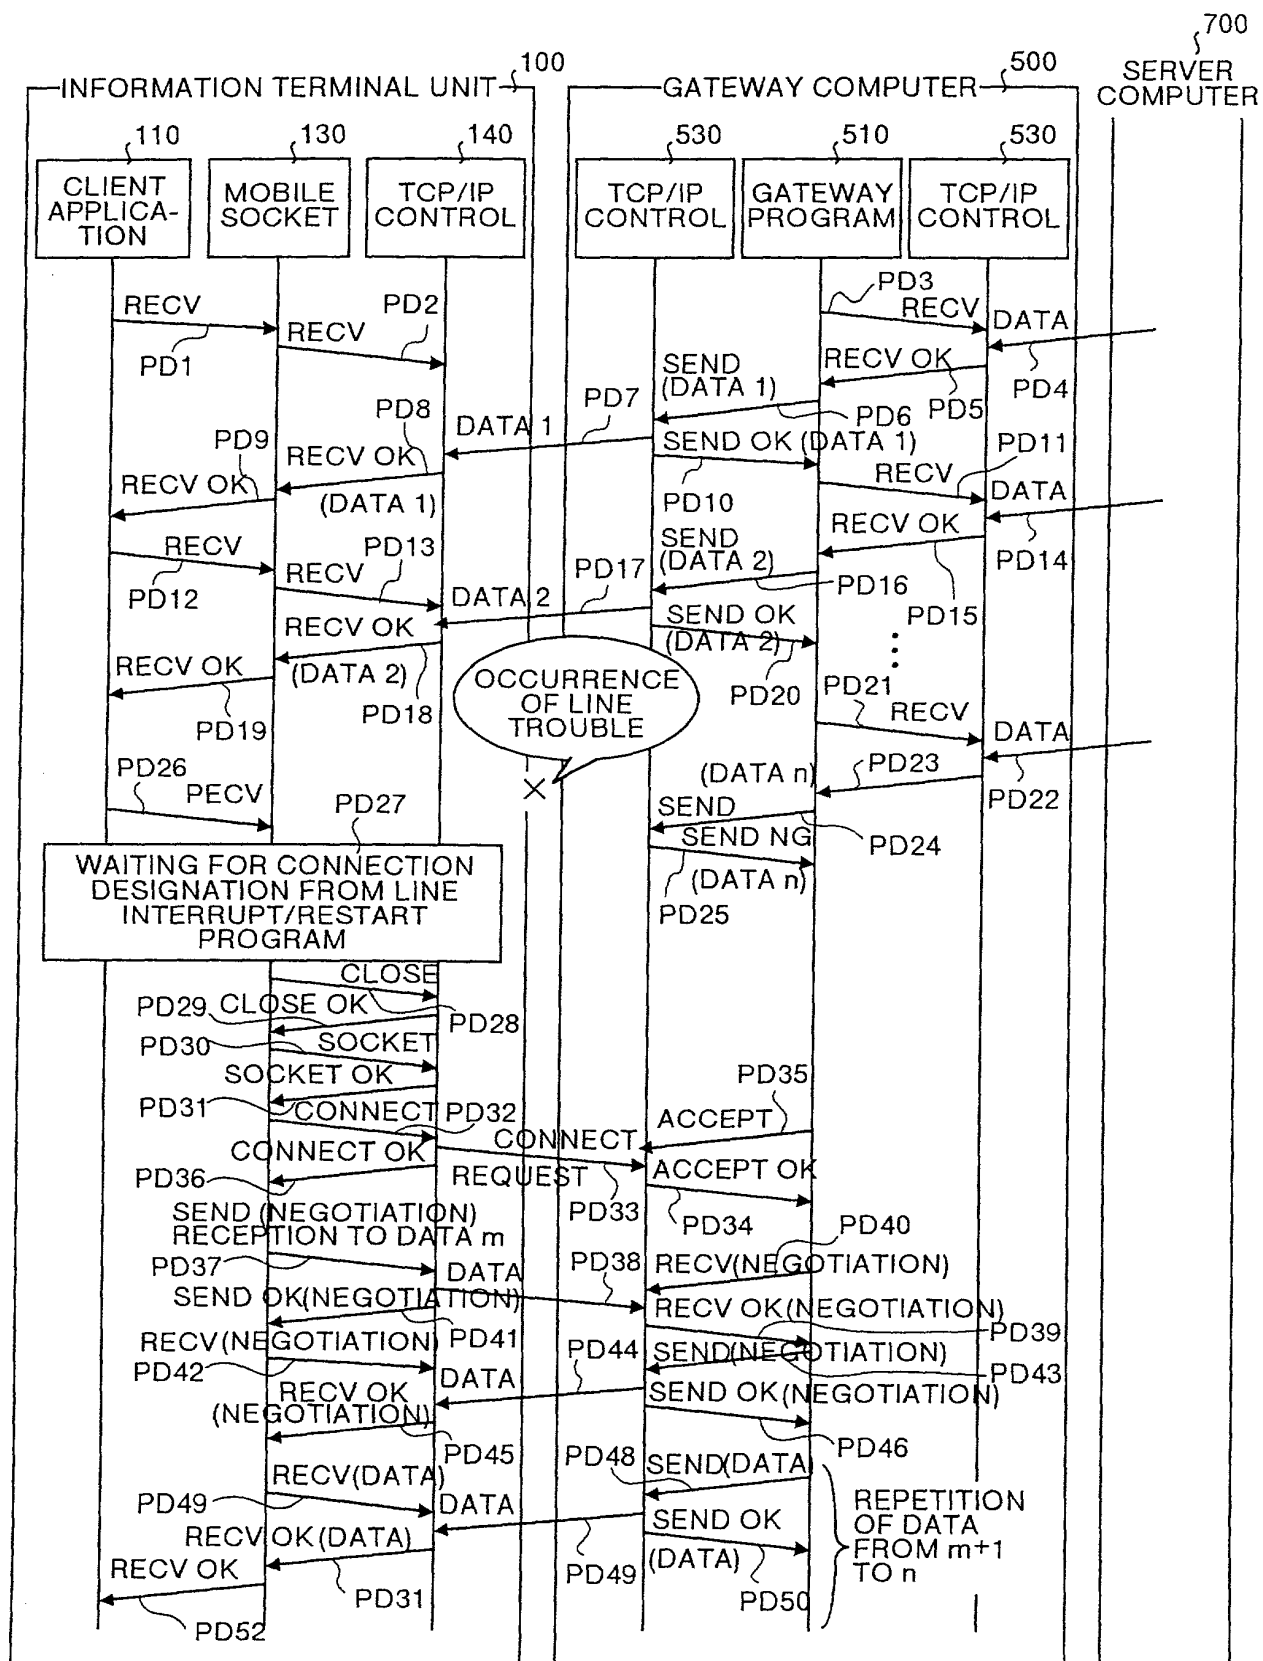 700
INFORMATION TERMINAL UNIT
100
GATEWAY COMPUTER
500
SERVER
COMPUTER
110
130
140
530
510
530
CLIENT
APPLICA-
TION
MOBILE
SOCKET
TCP/IP
CONTROL
TCP/IP
CONTROL
GATEWAY
PROGRAM
TCP/IP
CONTROL
RECV
PD1
RECV
PD2
PD3
RECV
DATA
PD4
RECV OK
PD5
SEND
(DATA 1)
PD6
PD7
DATA 1
PD8
RECV OK
(DATA 1)
PD9
RECV OK
SEND OK (DATA 1)
PD10
PD11
RECV
DATA
PD14
RECV
PD12
PD13
RECV
RECV OK
PD15
SEND
(DATA 2)
PD16
PD17
DATA 2
RECV OK
(DATA 2)
PD18
RECV OK
PD19
SEND OK
(DATA 2)
PD20
OCCURRENCE
OF LINE
TROUBLE
PD21
RECV
DATA
PD22
PD23
(DATA n)
SEND
PD24
SEND NG
(DATA n)
PD25
PD26
PECV
PD27
WAITING FOR CONNECTION
DESIGNATION FROM LINE
INTERRUPT/RESTART
PROGRAM
CLOSE
PD28
PD29
CLOSE OK
PD30
SOCKET
SOCKET OK
PD31
CONNECT
PD32
PD35
ACCEPT
CONNECT
REQUEST
PD33
CONNECT OK
PD36
ACCEPT OK
PD34
SEND (NEGOTIATION)
RECEPTION TO DATA m
PD37
DATA
PD38
PD40
RECV(NEGOTIATION)
SEND OK(NEGOTIATION)
PD41
RECV OK(NEGOTIATION)
PD39
RECV(NEGOTIATION)
PD42
PD44
SEND(NEGOTIATION)
PD43
DATA
RECV OK
(NEGOTIATION)
PD45
SEND OK(NEGOTIATION)
PD46
PD48
SEND(DATA)
RECV(DATA)
PD49
DATA
PD49
SEND OK
(DATA)
PD50
RECV OK(DATA)
PD31
RECV OK
PD52
REPETITION
OF DATA
FROM m+1
TO n